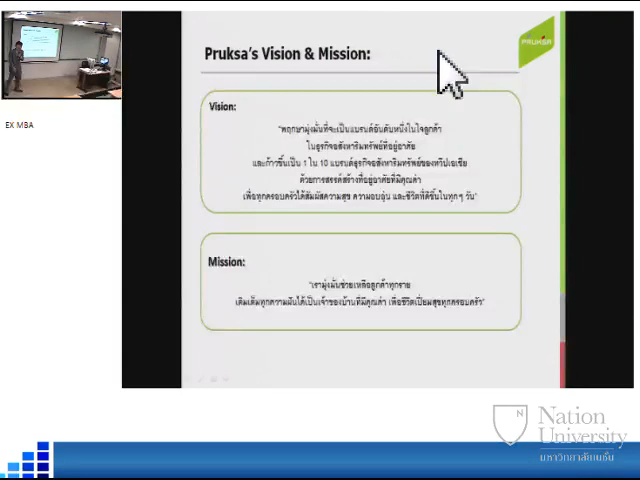 Pruksa's Vision & Mission:
PRUKSA
EX MBA
Vision:
"พฤกษามุ่งมั่นที่จะเป็นแบรนด์อันดับหนึ่งในใจลูกค้า
ในธุรกิจอสังหาริมทรัพย์ที่อยู่อาศัย
และก้าวขึ้นเป็น 1 ใน 10 แบรนด์ธุรกิจอสังหาริมทรัพย์ของทวีปเอเชีย
ด้วยการสรรค์สร้างที่อยู่อาศัยที่มีคุณค่า
เพื่อทุกครอบครัวได้สัมผัสความสุข ความอบอุ่น และชีวิตที่ดีขึ้นในทุกๆ วัน"
Mission:
"เรามุ่งมั่นช่วยเหลือลูกค้าทุกราย
เติมเต็มทุกความฝันได้เป็นเจ้าของบ้านที่มีคุณค่า เพื่อชีวิตเปี่ยมสุขทุกครอบครัว"
N
Nation
University
มหาวิทยาลัยเนชั่น